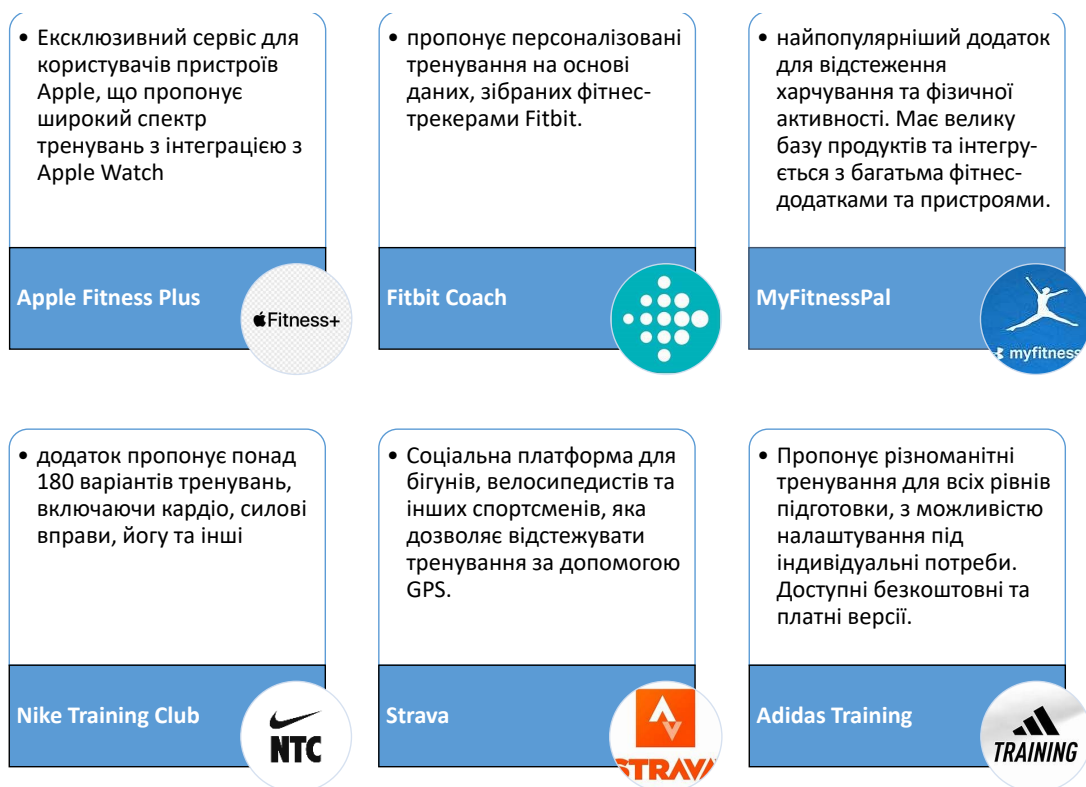 • Ексклюзивний сервіс для
користувачів пристроїв
Apple, що пропонує
широкий спектр
тренувань з інтеграцією з
Apple Watch
Apple Fitness Plus
Fitness+
• пропонує персоналізовані
тренування на основі
даних, зібраних фітнес-
трекерами Fitbit.
Fitbit Coach
• найпопулярніший додаток
для відстеження
харчування та фізичної
активності. Має велику
базу продуктів та інтегру-
ється з багатьма фітнес-
додатками та пристроями.
MyFitnessPal
myfitness
• додаток пропонує понад
180 варіантів тренувань,
включаючи кардіо, силові
вправи, йогу та інші
Nike Training Club
NTC
• Соціальна платформа для
бігунів, велосипедистів та
інших спортсменів, яка
дозволяє відстежувати
тренування за допомогою
GPS.
Strava
STRAVA
• Пропонує різноманітні
тренування для всіх рівнів
підготовки, з можливістю
налаштування під
індивідуальні потреби.
Доступні безкоштовні та
платні версії.
Adidas Training
TRAINING